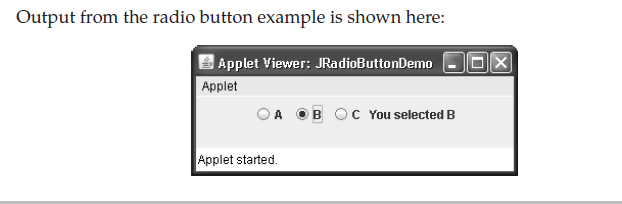 Output from the radio button example is shown here:
Applet Viewer: JRadioButtonDemo
Applet
A B C You selected B
Applet started.